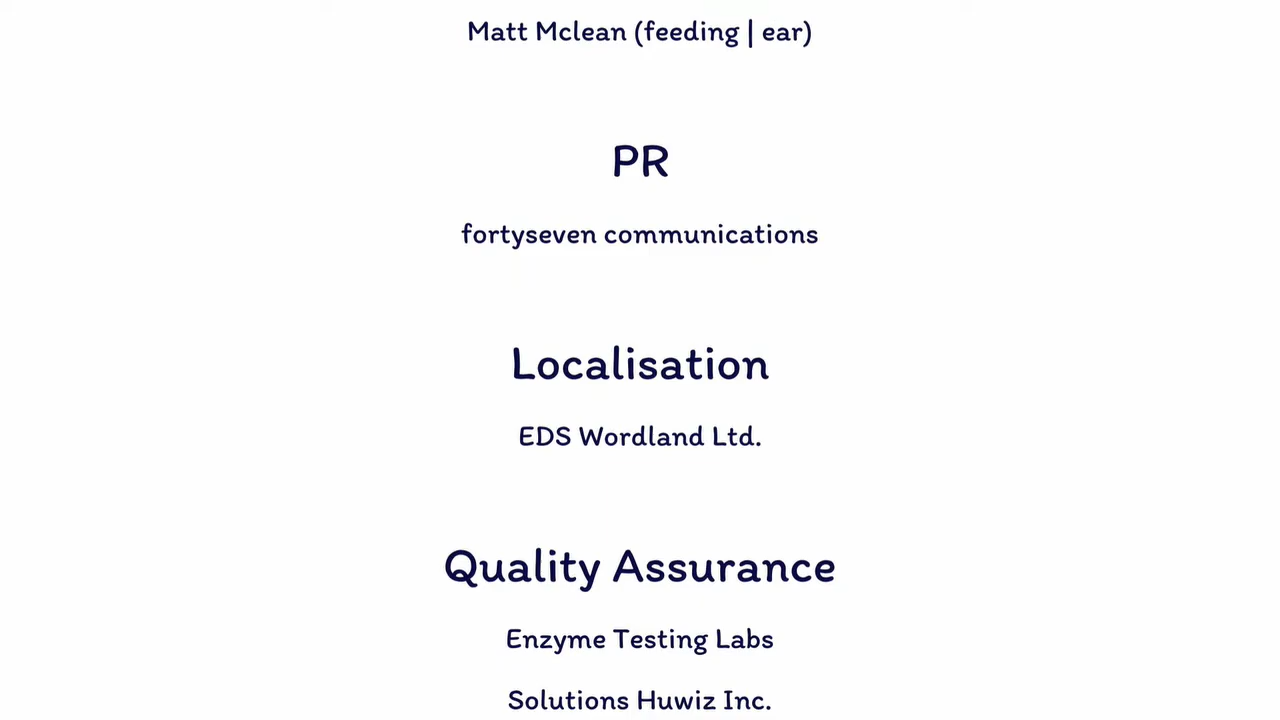 Matt Mclean (feeding | ear)
PR
fortyseven communications
Localisation
EDS Wordland Ltd.
Quality Assurance
Enzyme Testing Labs
Solutions Huwiz Inc.